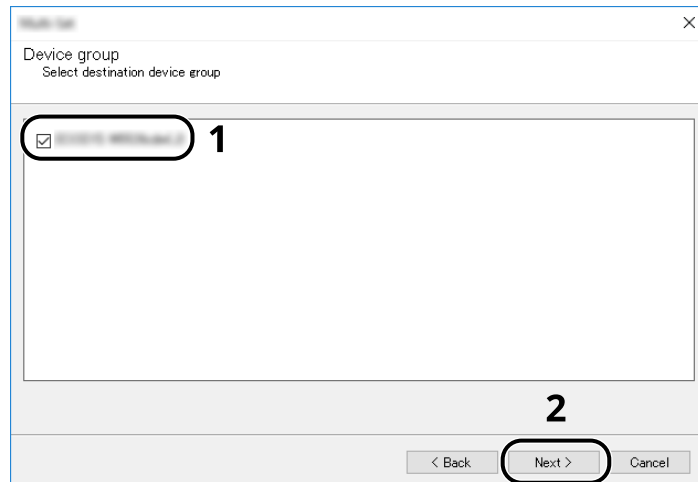 Device group
Select destination device group
1
2
< Back Next > Cancel